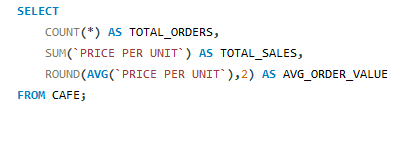 SELECT
COUNT(*) AS TOTAL_ORDERS,
SUM(`PRICE PER UNIT`) AS TOTAL_SALES,
ROUND(AVG(`PRICE PER UNIT`),2) AS AVG_ORDER_VALUE
FROM CAFE;